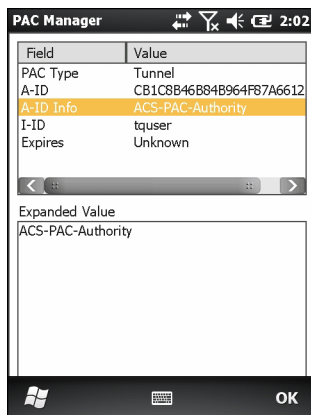 PAC Manager 2:02
Field Value
PAC Type Tunnel
A-ID CB1C8B46B84B964F87A6612
A-ID Info ACS-PAC-Authority
I-ID tquser
Expires Unknown
Expanded Value
ACS-PAC-Authority
OK